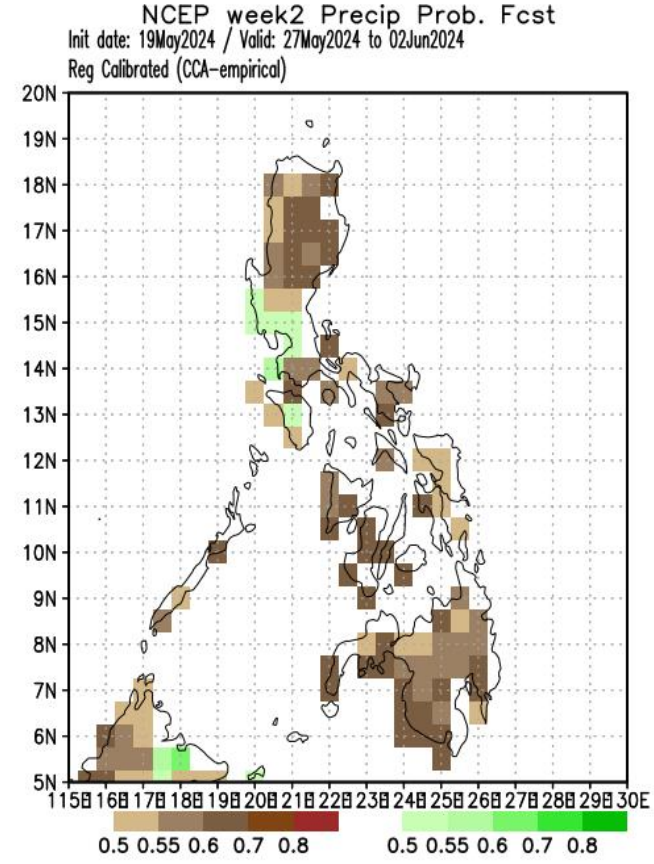 NCEP week2 Precip Prob. Fcst
Init date: 19May2024 / Valid: 27May2024 to 02Jun2024
Reg Calibrated (CCA-empirical)
20N
19N
18N
17N
16N
15N
14N
13N
12N
11N
10N
9N
8N
7N
6N
5N
115E 116E 117E 118E 119E 120E 121E 122E 123E 124E 125E 126E 127E 128E 129E 130E
0.5 0.55 0.6 0.7 0.8 0.5 0.55 0.6 0.7 0.8